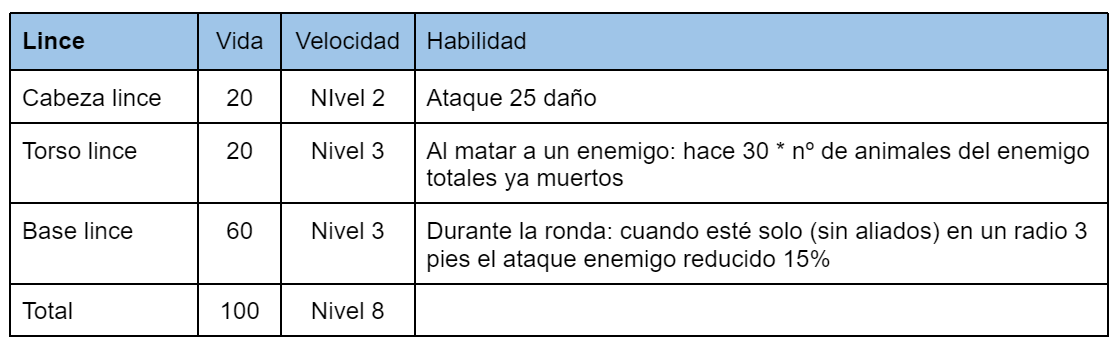 Lince Vida Velocidad Habilidad
Cabeza lince 20 NIvel 2 Ataque 25 daño
Torso lince 20 Nivel 3 Al matar a un enemigo: hace 30 * nº de animales del enemigo
totales ya muertos
Base lince 60 Nivel 3 Durante la ronda: cuando esté solo (sin aliados) en un radio 3
pies el ataque enemigo reducido 15%
Total 100 Nivel 8